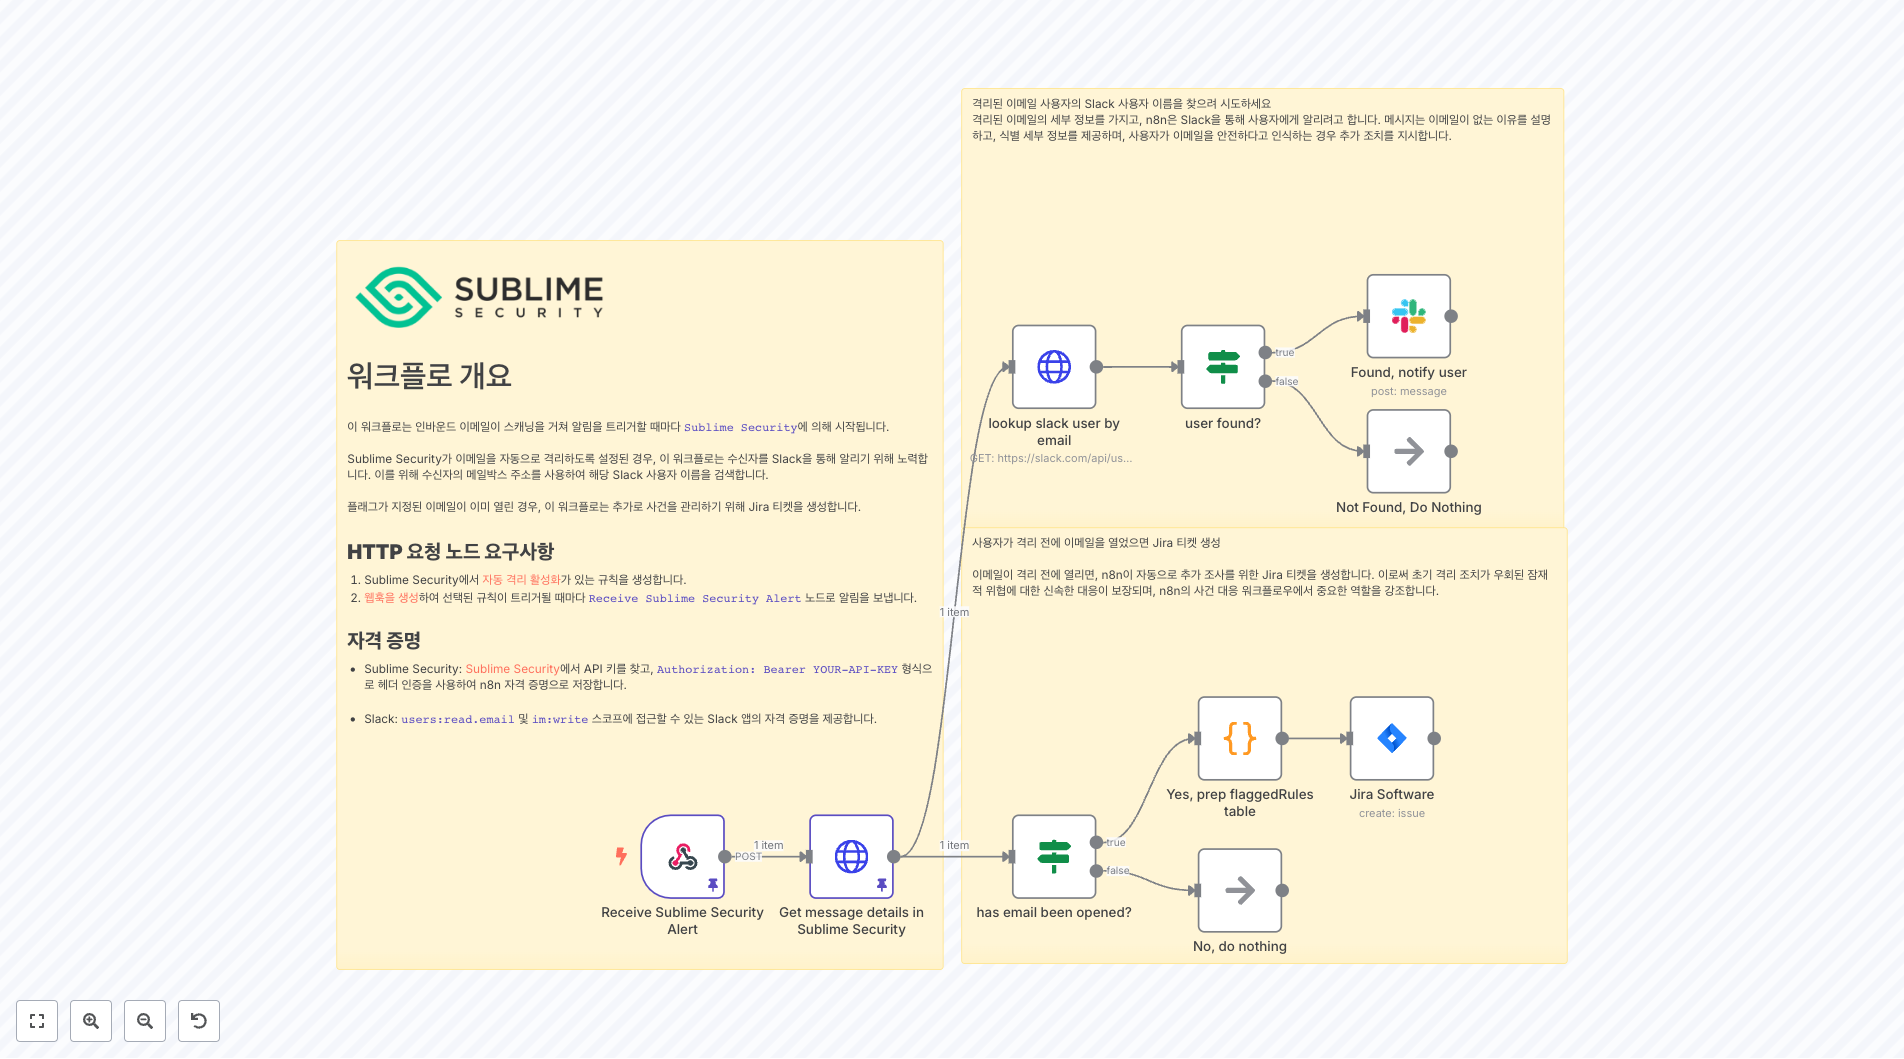 SUBLIME
SECURITY
워크플로 개요
이 워크플로는 인바운드 이메일이 스캐닝을 거쳐 알림을 트리거할 때마다 Sublime Security에 의해 시작됩니다.
Sublime Security가 이메일을 자동으로 격리하도록 설정된 경우, 이 워크플로는 수신자를 Slack을 통해 알리기 위해 노력합
니다. 이를 위해 수신자의 메일박스 주소를 사용하여 해당 Slack 사용자 이름을 검색합니다.
플래그가 지정된 이메일이 이미 열린 경우, 이 워크플로는 추가로 사건을 관리하기 위해 Jira 티켓을 생성합니다.
HTTP 요청 노드 요구사항
1. Sublime Security에서 자동 격리 활성화가 있는 규칙을 생성합니다.
2. 웹훅을 생성하여 선택된 규칙이 트리거될 때마다 Receive Sublime Security Alert 노드로 알림을 보냅니다.
자격 증명
• Sublime Security: Sublime Security에서 API 키를 찾고, Authorization: Bearer YOUR-API-KEY 형식으
로 헤더 인증을 사용하여 n8n 자격 증명으로 저장합니다.
• Slack: users:read.email 및 im:write 스코프에 접근할 수 있는 Slack 앱의 자격 증명을 제공합니다.
POST
1 item
Receive Sublime Security
Alert
Get message details in
Sublime Security
1 item
1 item
격리된 이메일 사용자의 Slack 사용자 이름을 찾으려 시도하세요
격리된 이메일의 세부 정보를 가지고, n8n은 Slack을 통해 사용자에게 알리려고 합니다. 메시지는 이메일이 없는 이유를 설명
하고, 식별 세부 정보를 제공하며, 사용자가 이메일을 안전하다고 인식하는 경우 추가 조치를 지시합니다.
lookup slack user by
email
GET: https://slack.com/api/us...
user found?
true
false
Found, notify user
post: message
Not Found, Do Nothing
사용자가 격리 전에 이메일을 열었으면 Jira 티켓 생성
이메일이 격리 전에 열리면, n8n이 자동으로 추가 조사를 위한 Jira 티켓을 생성합니다. 이로써 초기 격리 조치가 우회된 잠재
적 위협에 대한 신속한 대응이 보장되며, n8n의 사건 대응 워크플로우에서 중요한 역할을 강조합니다.
has email been opened?
true
false
Yes, prep flaggedRules
table
Jira Software
create: issue
No, do nothing